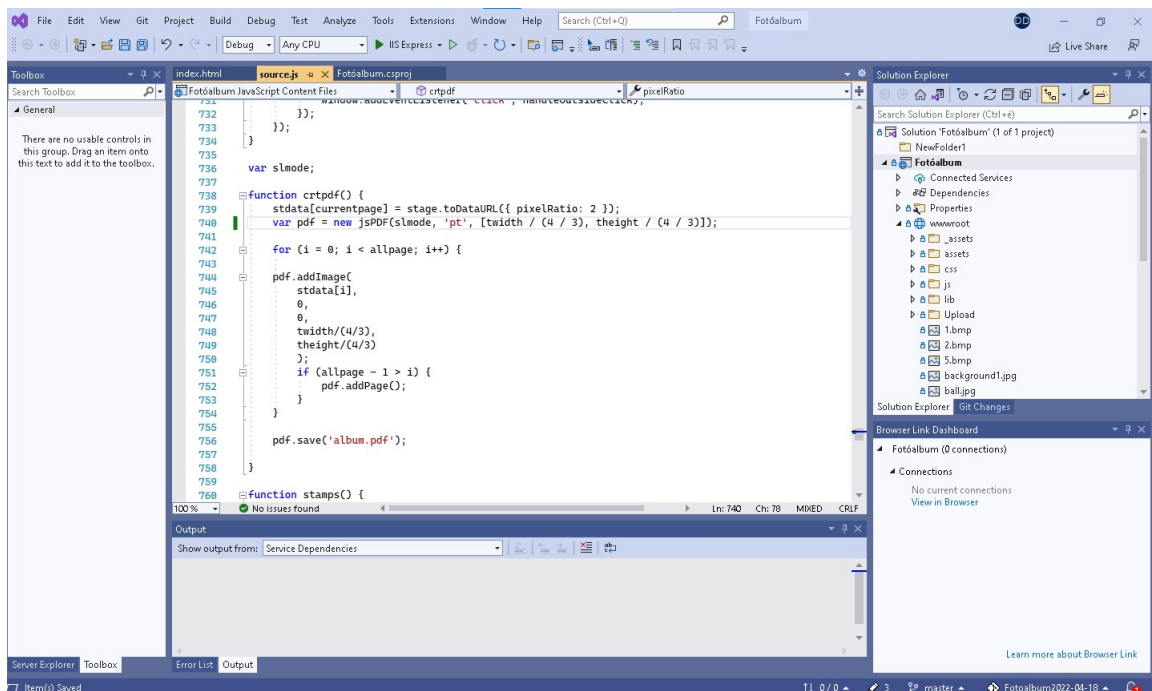 File Edit View Git Project Build Debug Test Analyze Tools Extensions Window Help Search (Ctrl+Q) Fotóalbum DD
Debug Any CPU IIS Express Live Share
Toolbox
Search Toolbox
General
There are no usable controls in
this group. Drag an item onto
this text to add it to the toolbox.
Server Explorer Toolbox
index.html source.js Fotóalbum.csproj
Fotóalbum JavaScript Content Files crtpdf pixelRatio
731 window.addEventListener('click', handleOutsideClick);
732 });
733 });
734 }
735
736 var slmode;
737
738 function crtpdf() {
739 stdata[currentpage] = stage.toDataURL({ pixelRatio: 2 });
740 var pdf = new jsPDF(slmode, 'pt', [twidth / (4 / 3), theight / (4 / 3)]);
741
742 for (i = 0; i < allpage; i++) {
743
744 pdf.addImage(
745 stdata[i],
746 0,
747 0,
748 twidth/(4/3),
749 theight/(4/3)
750 );
751 if (allpage - 1 > i) {
752 pdf.addPage();
753 }
754 }
755
756 pdf.save('album.pdf');
757
758 }
759
760 function stamps() {
100 % No issues found Ln: 740 Ch: 78 MIXED CRLF
Output
Show output from: Service Dependencies
Error List Output
Solution Explorer
Search Solution Explorer (Ctrl+é)
Solution 'Fotóalbum' (1 of 1 project)
NewFolder1
Fotóalbum
Connected Services
Dependencies
Properties
wwwroot
_assets
assets
css
js
lib
Upload
1.bmp
2.bmp
5.bmp
background1.jpg
ball.jpg
Solution Explorer Git Changes
Browser Link Dashboard
Fotóalbum (0 connections)
Connections
No current connections
View in Browser
Learn more about Browser Link
Item(s) Saved 0 / 0 3 master Fotoalbum2022-04-18